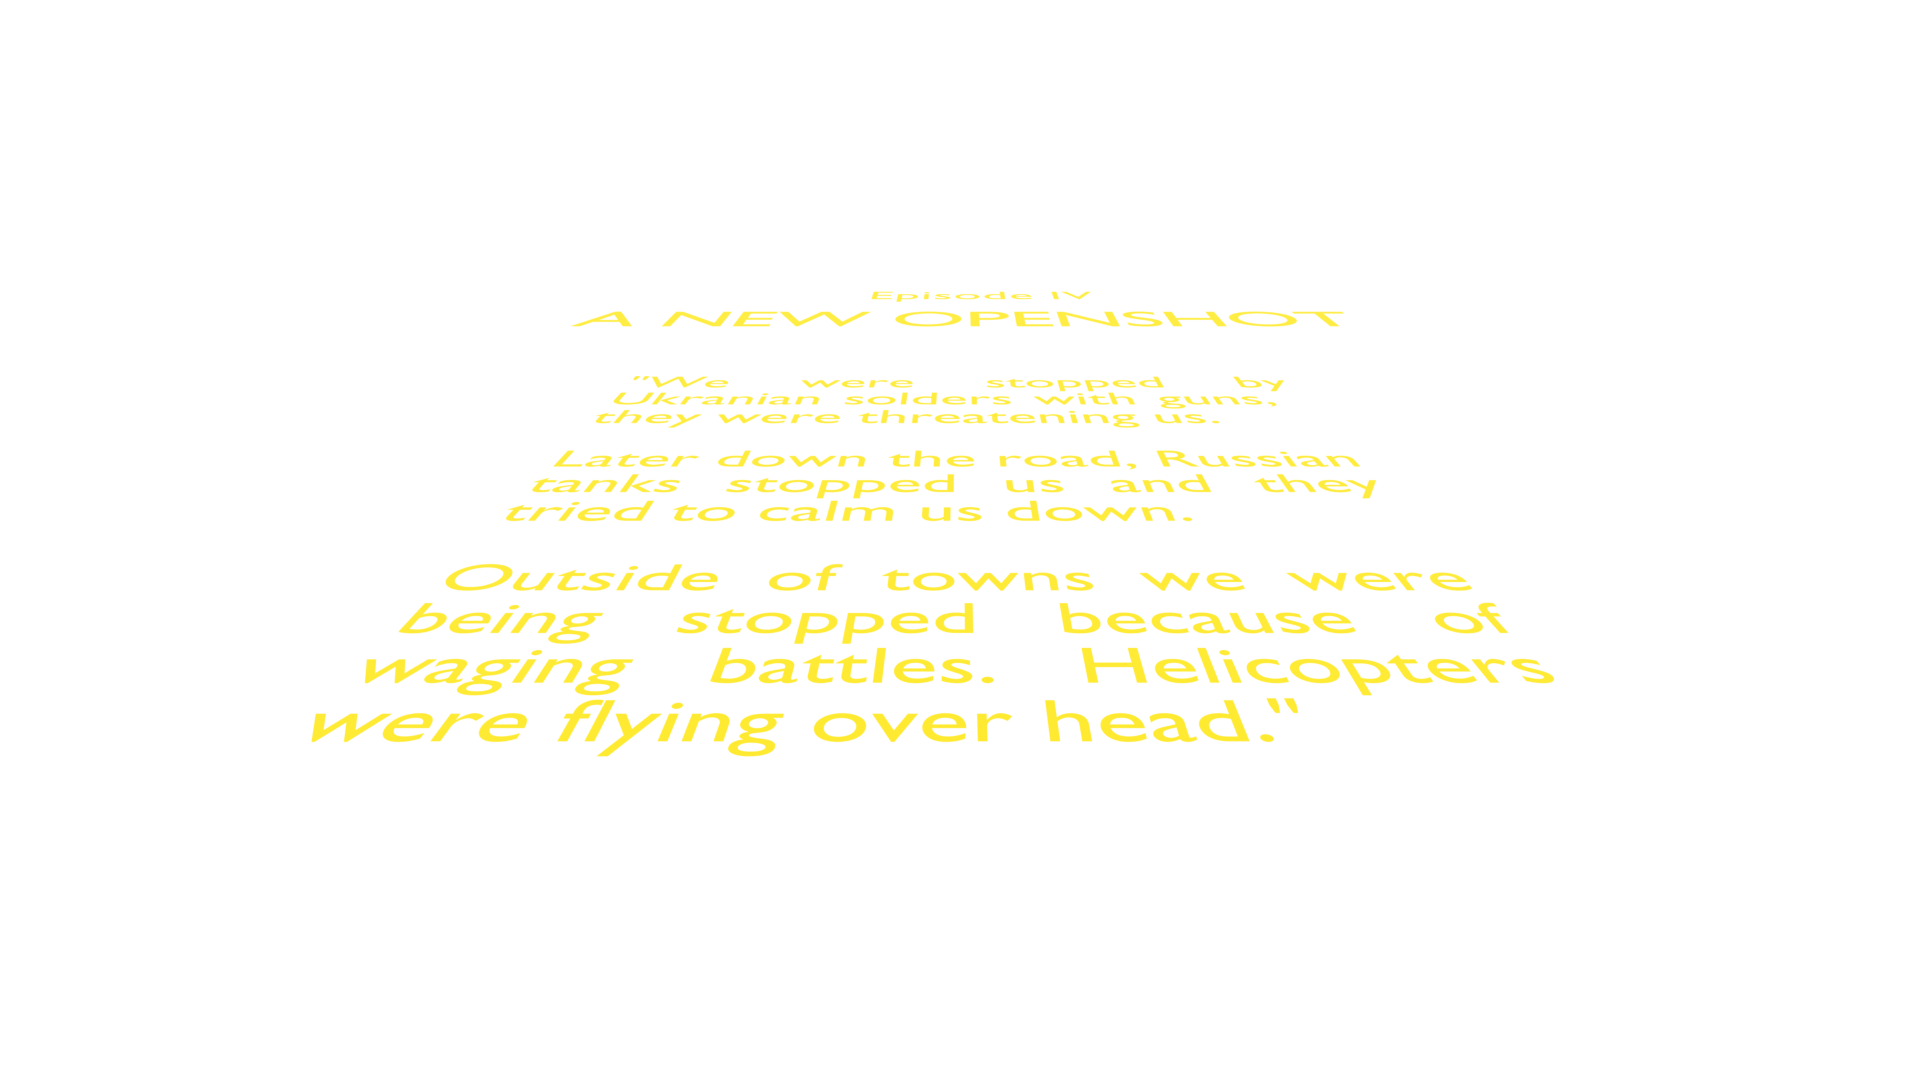 Episode IV
A NEW OPENSHOT
"We were stopped by
Ukranian solders with guns,
they were threatening us.
Later down the road, Russian
tanks stopped us and they
tried to calm us down.
Outside of towns we were
being stopped because of
waging battles. Helicopters
were flying over head."